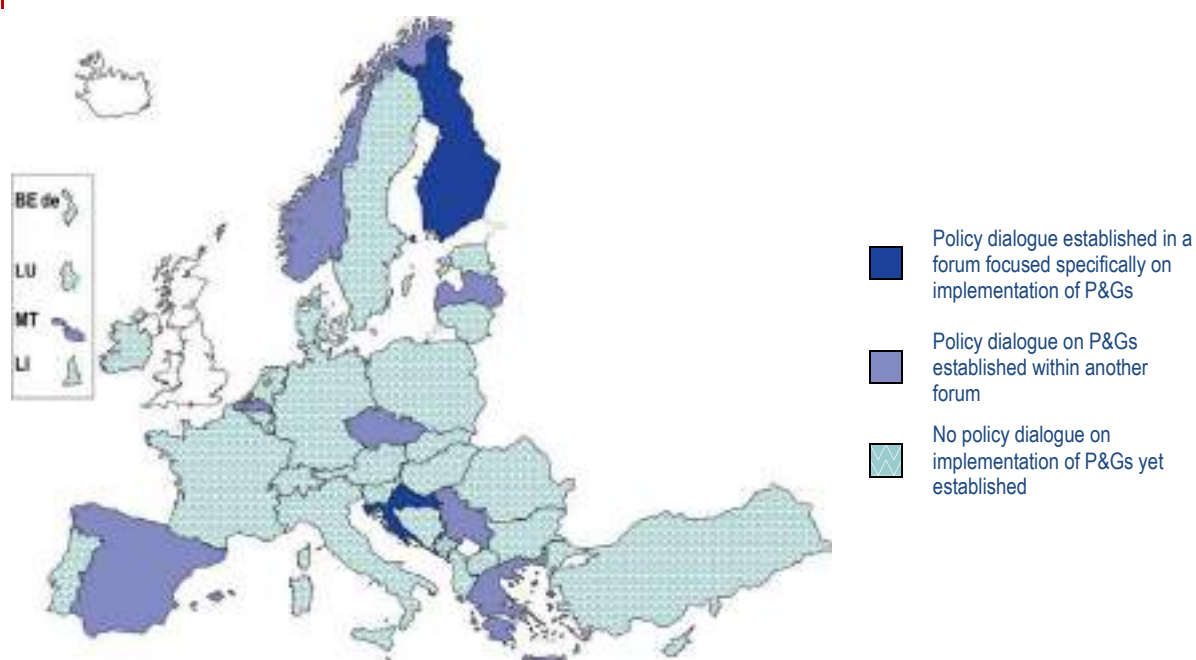 BE de
LU
MT
LI
Policy dialogue established in a
forum focused specifically on
implementation of P&Gs
Policy dialogue on P&Gs
established within another
forum
No policy dialogue on
implementation of P&Gs yet
established